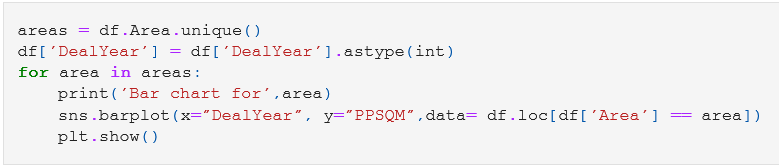 areas = df.Area.unique()
df['DealYear'] = df['DealYear'].astype(int)
for area in areas:
    print('Bar chart for',area)
    sns.barplot(x="DealYear", y="PPSQM",data= df.loc[df['Area'] == area])
    plt.show()